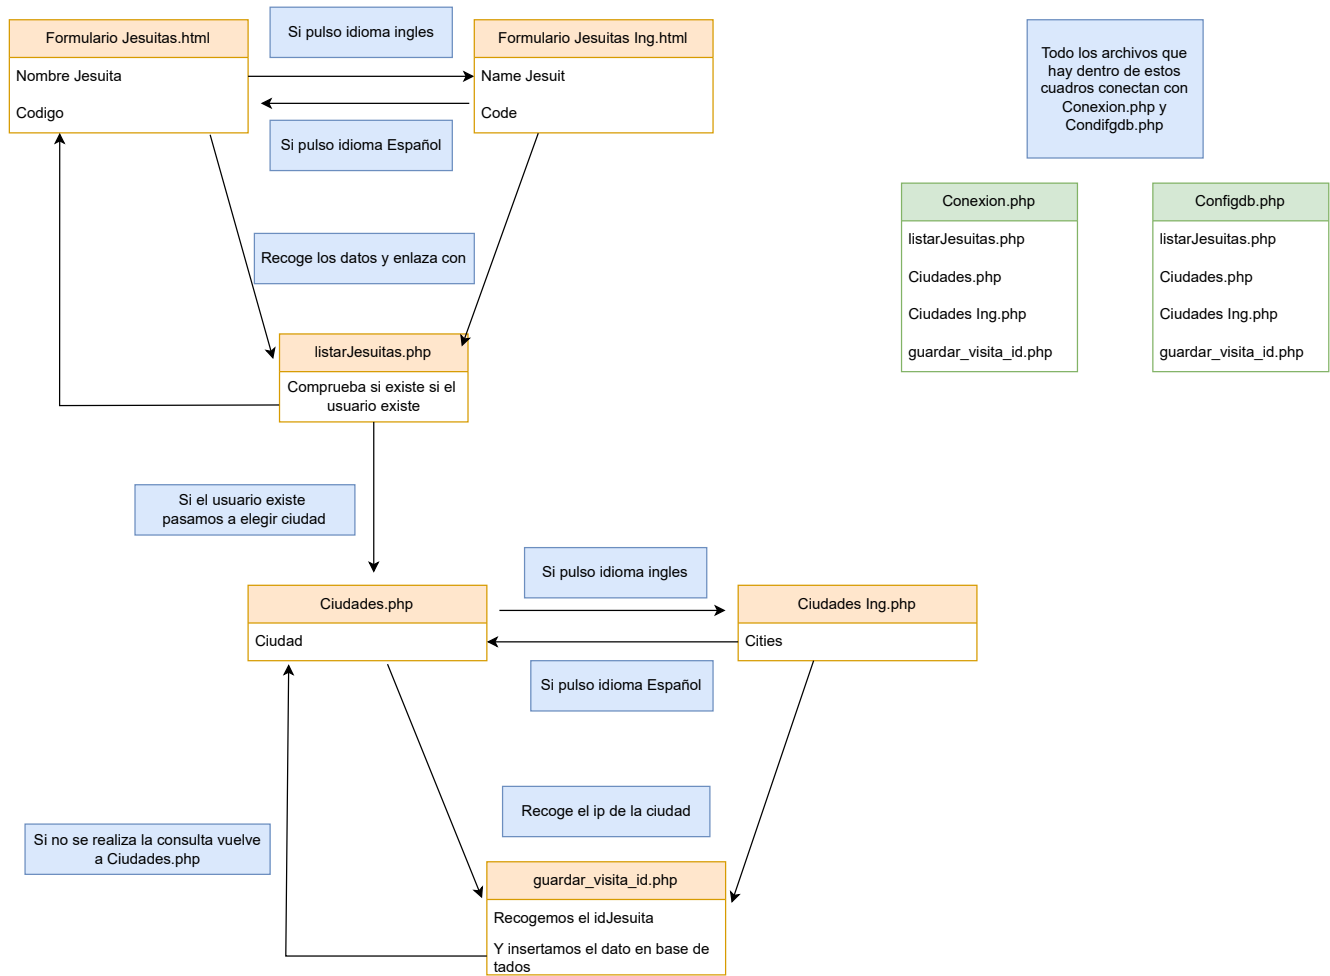 Formulario Jesuitas.html
Nombre Jesuita
Codigo
Si pulso idioma ingles
Si pulso idioma Español
Formulario Jesuitas Ing.html
Name Jesuit
Code
Todo los archivos que
hay dentro de estos
cuadros conectan con
Conexion.php y
Condifgdb.php
Conexion.php
listarJesuitas.php
Ciudades.php
Ciudades Ing.php
guardar_visita_id.php
Configdb.php
listarJesuitas.php
Ciudades.php
Ciudades Ing.php
guardar_visita_id.php
Recoge los datos y enlaza con
listarJesuitas.php
Comprueba si existe si el
usuario existe
Si el usuario existe
pasamos a elegir ciudad
Si pulso idioma ingles
Ciudades.php
Ciudad
Ciudades Ing.php
Cities
Si pulso idioma Español
Recoge el ip de la ciudad
Si no se realiza la consulta vuelve
a Ciudades.php
guardar_visita_id.php
Recogemos el idJesuita
Y insertamos el dato en base de
tados